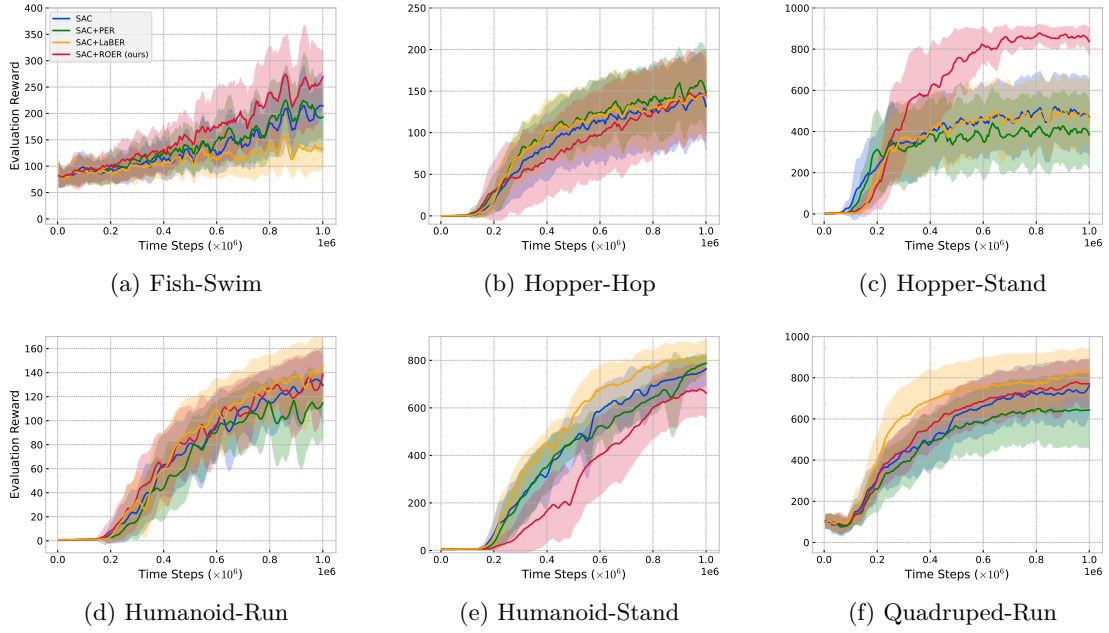 SAC
SAC+PER
SAC+LaBER
SAC+ROER (ours)
Evaluation Reward
400
350
300
250
200
150
100
50
0
0.0 0.2 0.4 0.6 0.8 1.0
Time Steps (×10⁶)
1e6
(a) Fish-Swim
250
200
150
100
50
0
0.0 0.2 0.4 0.6 0.8 1.0
Time Steps (×10⁶)
1e6
(b) Hopper-Hop
1000
800
600
400
200
0
0.0 0.2 0.4 0.6 0.8 1.0
Time Steps (×10⁶)
1e6
(c) Hopper-Stand
Evaluation Reward
160
140
120
100
80
60
40
20
0
0.0 0.2 0.4 0.6 0.8 1.0
Time Steps (×10⁶)
1e6
(d) Humanoid-Run
800
600
400
200
0
0.0 0.2 0.4 0.6 0.8 1.0
Time Steps (×10⁶)
1e6
(e) Humanoid-Stand
1000
800
600
400
200
0
0.0 0.2 0.4 0.6 0.8 1.0
Time Steps (×10⁶)
1e6
(f) Quadruped-Run